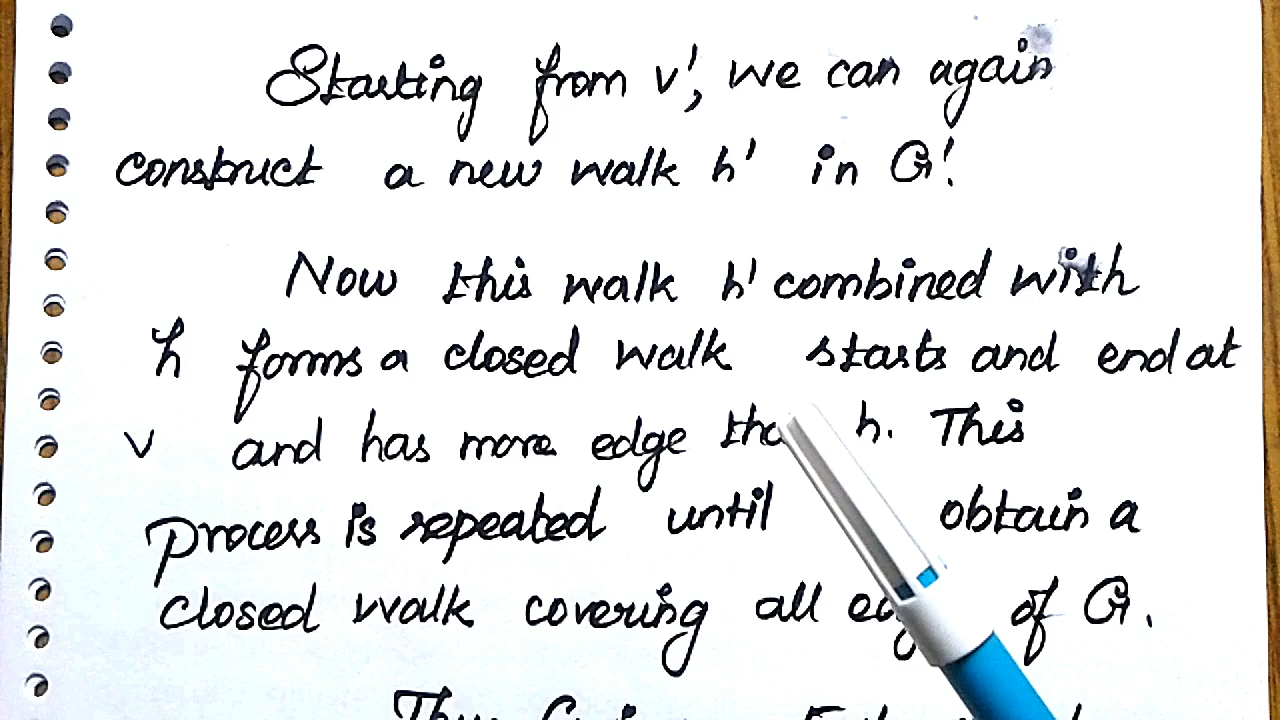 Starting from v', we can again
construct a new walk h' in G'.
Now this walk h' combined with
h forms a closed walk starts and end at
v and has more edge h. This
process is repeated until obtain a
closed walk covering all of G.